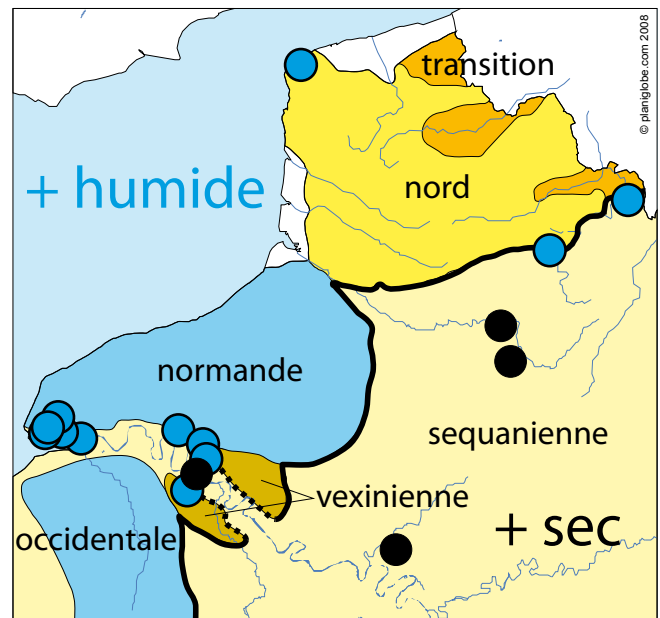 © planiglobe.com 2008
transition
+ humide
nord
normande
sequanienne
vexinienne
+ sec
occidentale